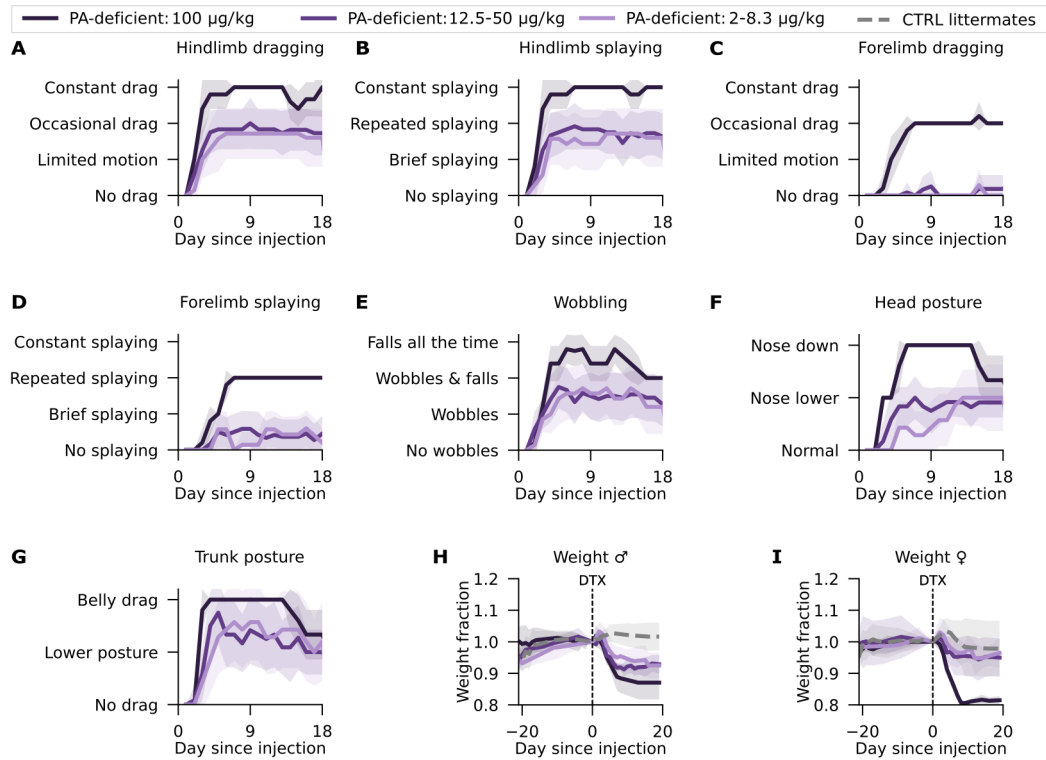 PA-deficient: 100 µg/kg PA-deficient: 12.5-50 µg/kg PA-deficient: 2-8.3 µg/kg CTRL littermates
A Hindlimb dragging
Constant drag
Occasional drag
Limited motion
No drag
0 9 18
Day since injection
B Hindlimb splaying
Constant splaying
Repeated splaying
Brief splaying
No splaying
0 9 18
Day since injection
C Forelimb dragging
Constant drag
Occasional drag
Limited motion
No drag
0 9 18
Day since injection
D Forelimb splaying
Constant splaying
Repeated splaying
Brief splaying
No splaying
0 9 18
Day since injection
E Wobbling
Falls all the time
Wobbles & falls
Wobbles
No wobbles
0 9 18
Day since injection
F Head posture
Nose down
Nose lower
Normal
0 9 18
Day since injection
G Trunk posture
Belly drag
Lower posture
No drag
0 9 18
Day since injection
H Weight ♂
DTX
Weight fraction
1.2
1.1
1.0
0.9
0.8
−20 0 20
Day since injection
I Weight ♀
DTX
Weight fraction
1.2
1.1
1.0
0.9
0.8
−20 0 20
Day since injection